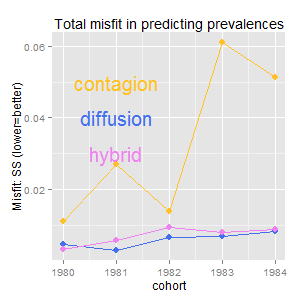 Total misfit in predicting prevalences
0.06
0.04
0.02
Misfit: SS (lower=better)
contagion
diffusion
hybrid
1980 1981 1982 1983 1984
cohort